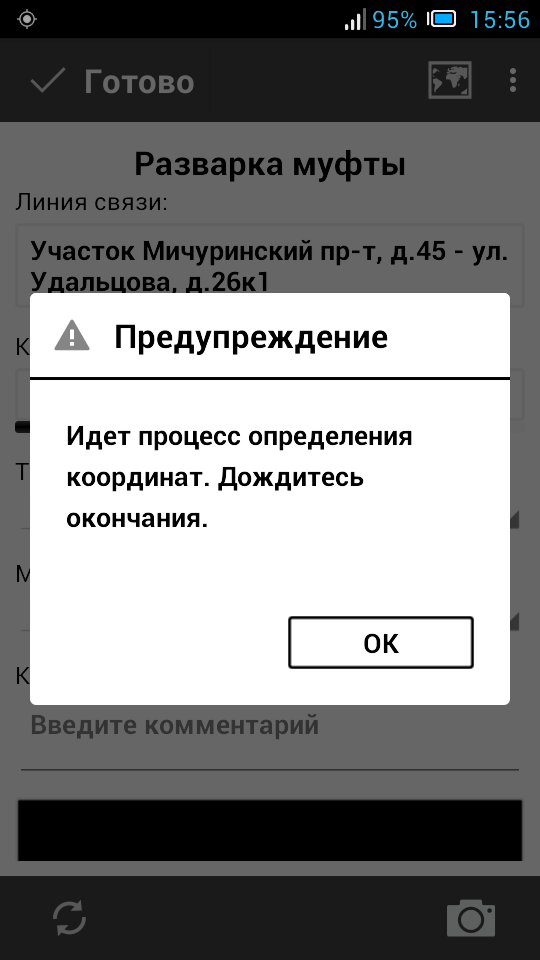 95% 15:56
Готово
Разварка муфты
Линия связи:
Участок Мичуринский пр-т, д.45 - ул.
Удальцова, д.26к1
К
Предупреждение
Идет процесс определения
координат. Дождитесь
окончания.
Т
М
ОК
К
Введите комментарий